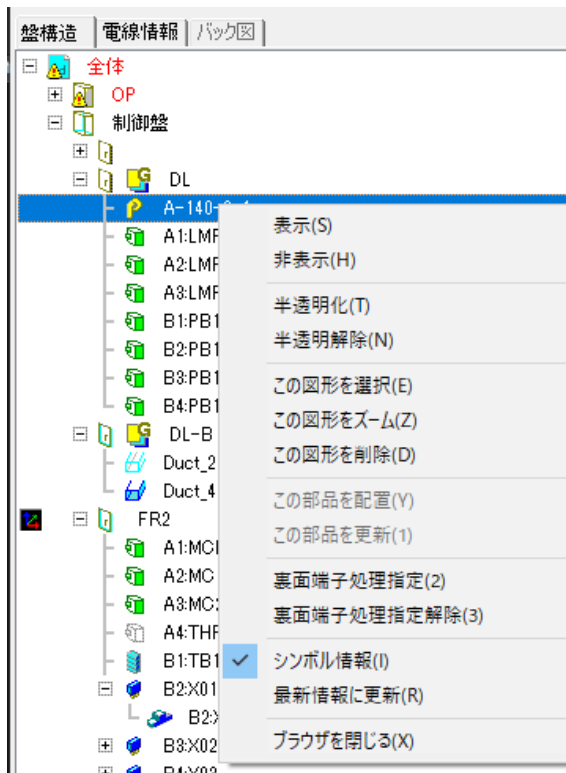 盤構造 電線情報 バック図
全体
OP
制御盤
DL
A-140-
A1:LMF
A2:LMF
A3:LMF
B1:PB1
B2:PB1
B3:PB1
B4:PB1
DL-B
Duct_2
Duct_4
FR2
A1:MC
A2:MC
A3:MC
A4:THF
B1:TB1
B2:X01
B2:
B3:X02
表示(S)
非表示(H)
半透明化(T)
半透明解除(N)
この図形を選択(E)
この図形をズーム(Z)
この図形を削除(D)
この部品を配置(Y)
この部品を更新(1)
裏面端子処理指定(2)
裏面端子処理指定解除(3)
シンボル情報(I)
最新情報に更新(R)
ブラウザを閉じる(X)